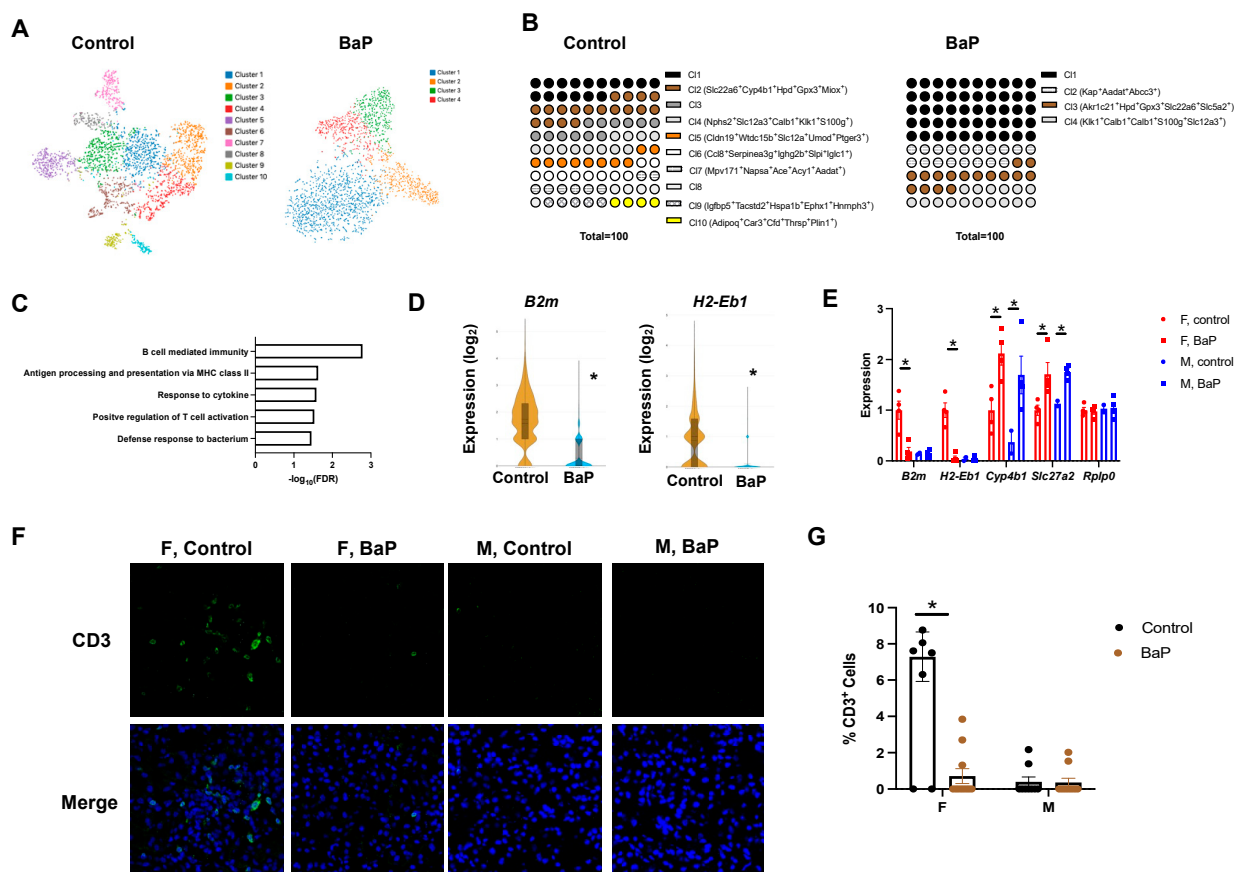 A
Control
BaP
Cluster 1
Cluster 2
Cluster 3
Cluster 4
Cluster 5
Cluster 6
Cluster 7
Cluster 8
Cluster 9
Cluster 10
Cluster 1
Cluster 2
Cluster 3
Cluster 4
B
Control
Cl1
Cl2 (Slc22a6⁺Cyp4b1⁺Hpd⁺Gpx3⁺Miox⁺)
Cl3
Cl4 (Nphs2⁺Slc12a3⁺Calb1⁺Klk1⁺S100g⁺)
Cl5 (Cldn19⁺Wtdc15b⁺Slc12a⁺Umod⁺Ptger3⁺)
Cl6 (Ccl8⁺Serpinea3g⁺Ighg2b⁺Slpi⁺Iglc1⁺)
Cl7 (Mpv171⁺Napsa⁺Ace⁺Acy1⁺Aadat⁺)
Cl8
Cl9 (Igfbp5⁺Tacstd2⁺Hspa1b⁺Ephx1⁺Hnmph3⁺)
Cl10 (Adipoq⁺Car3⁺Cfd⁺Thrsp⁺Plin1⁺)
Total=100
BaP
Cl1
Cl2 (Kap⁺Aadat⁺Abcc3⁺)
Cl3 (Akr1c21⁺Hpd⁺Gpx3⁺Slc22a6⁺Slc5a2⁺)
Cl4 (Klk1⁺Calb1⁺Calb1⁺S100g⁺Slc12a3⁺)
Total=100
C
B cell mediated immunity
Antigen processing and presentation via MHC class II
Response to cytokine
Positve regulation of T cell activation
Defense response to bacterium
0 1 2 3
-log₁₀(FDR)
D
B2m
Expression (log₂)
*
Control BaP
H2-Eb1
Expression (log₂)
*
Control BaP
E
Expression
3
2
1
0
* * * * * *
B2m H2-Eb1 Cyp4b1 Slc27a2 Rplp0
F, control
F, BaP
M, control
M, BaP
F
F, Control F, BaP M, Control M, BaP
CD3
Merge
G
% CD3⁺ Cells
10
8
6
4
2
0
*
F M
Control
BaP